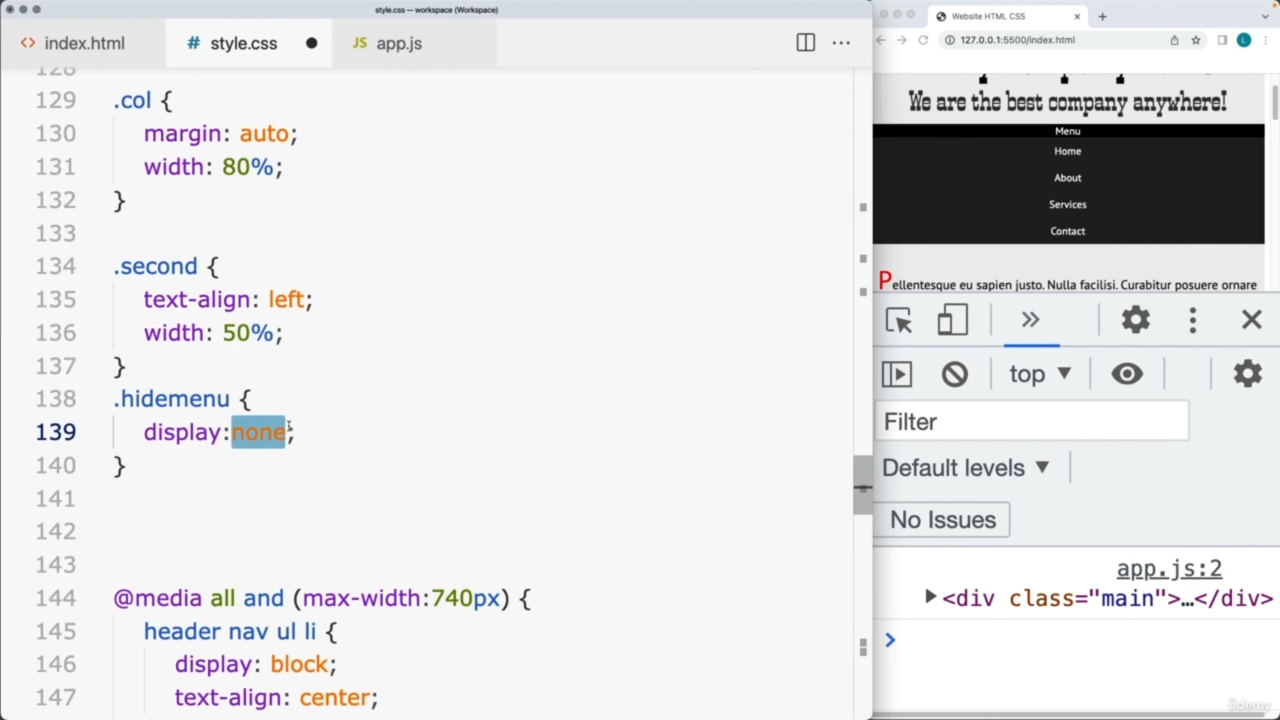 style.css — workspace (Workspace)
index.html
# style.css
JS app.js
128
129 .col {
130 margin: auto;
131 width: 80%;
132 }
133
134 .second {
135 text-align: left;
136 width: 50%;
137 }
138 .hidemenu {
139 display:none;
140 }
141
142
143
144 @media all and (max-width:740px) {
145 header nav ul li {
146 display: block;
147 text-align: center;
Website HTML CSS
127.0.0.1:5500/index.html
L
We are the best company anywhere!
Menu
Home
About
Services
Contact
Pellentesque eu sapien justo. Nulla facilisi. Curabitur posuere ornare
top
Filter
Default levels
No Issues
app.js:2
<div class="main">…</div>
udemy